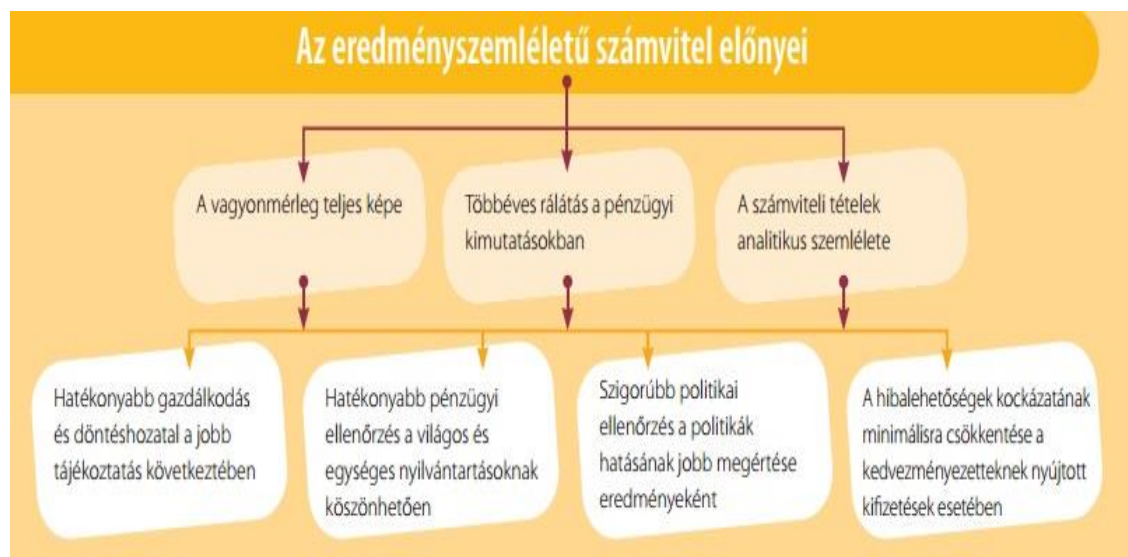 Az eredményszemléletű számvitel előnyei
A vagyonmérleg teljes képe
Többéves rálátás a pénzügyi
kimutatásokban
A számviteli tételek
analitikus szemlélete
Hatékonyabb gazdálkodás
és döntéshozatal a jobb
tájékoztatás következtében
Hatékonyabb pénzügyi
ellenőrzés a világos és
egységes nyilvántartásoknak
köszönhetően
Szigorúbb politikai
ellenőrzés a politikák
hatásának jobb megértése
eredményeként
A hibalehetőségek kockázatának
minimálisra csökkentése a
kedvezményezetteknek nyújtott
kifizetések esetében